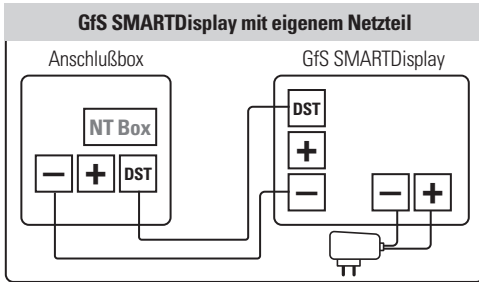 GfS SMARTDisplay mit eigenem Netzteil
Anschlußbox
GfS SMARTDisplay
NT Box
− + DST
DST
+
−
− +